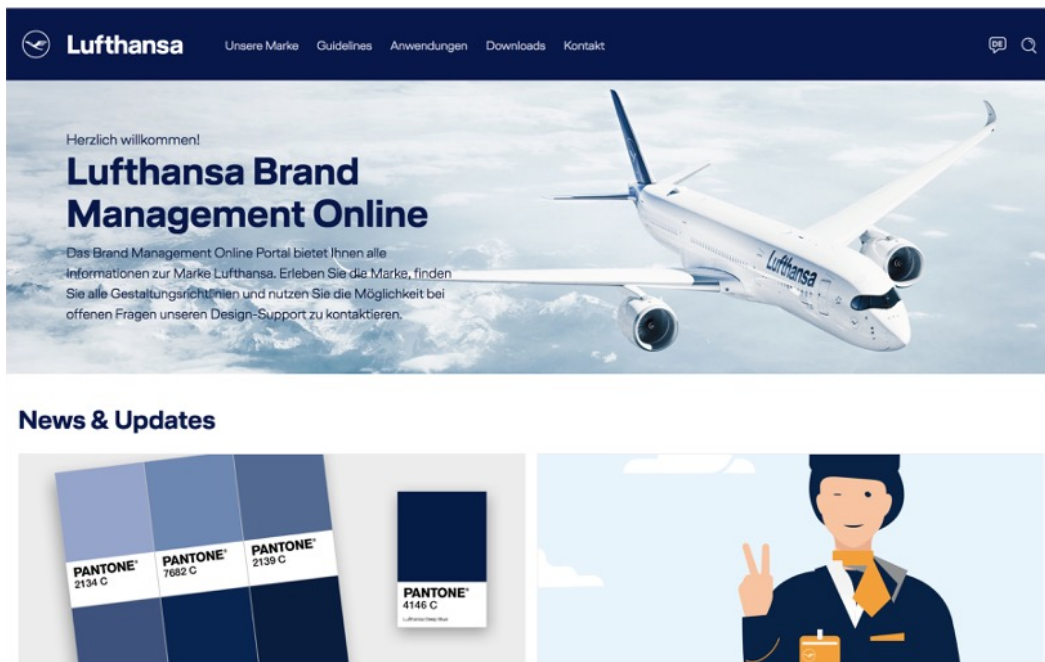 Lufthansa
Unsere Marke Guidelines Anwendungen Downloads Kontakt
DE
Herzlich willkommen!
Lufthansa Brand
Management Online
Das Brand Management Online Portal bietet Ihnen alle
Informationen zur Marke Lufthansa. Erleben Sie die Marke, finden
Sie alle Gestaltungsrichtlinien und nutzen Sie die Möglichkeit bei
offenen Fragen unseren Design-Support zu kontaktieren.
Lufthansa
News & Updates
PANTONE®
2134 C
PANTONE®
7682 C
PANTONE®
2139 C
PANTONE®
4146 C
Lufthansa Deep Blue